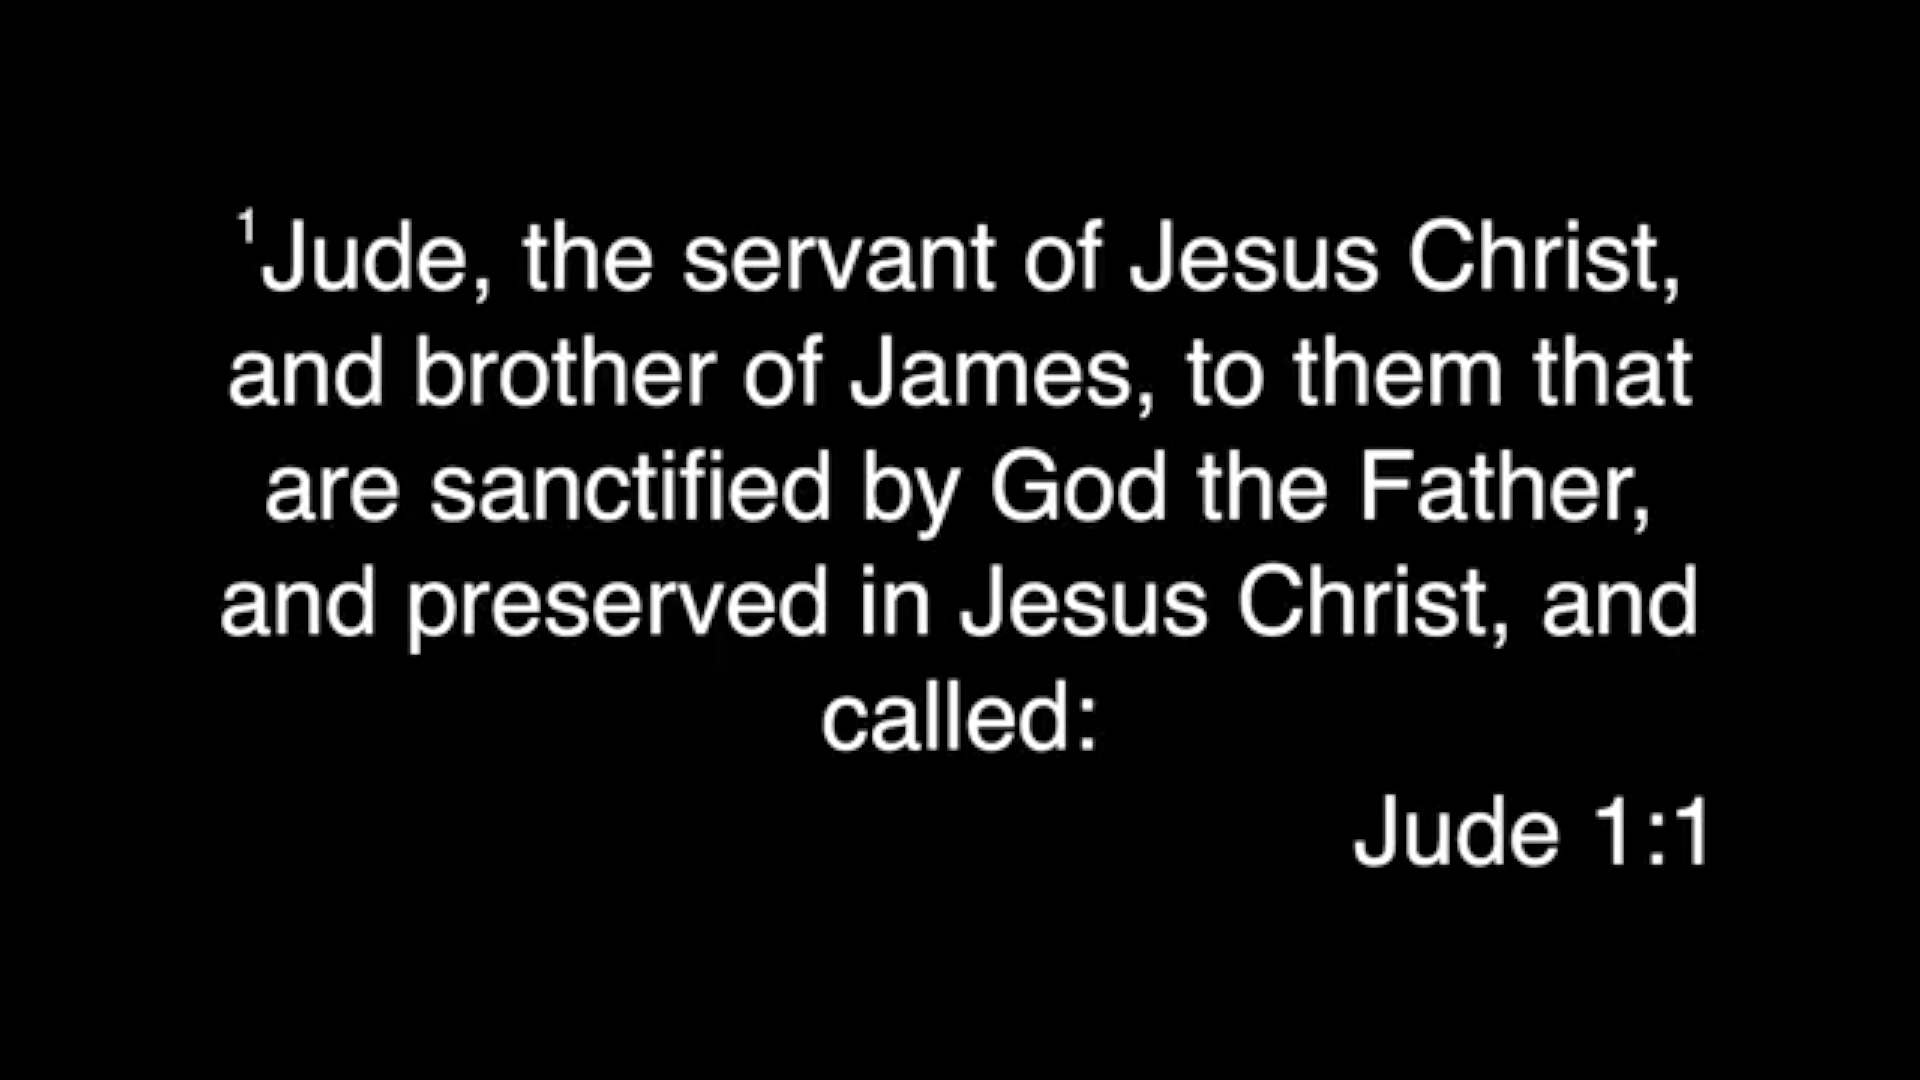 ¹Jude, the servant of Jesus Christ,
and brother of James, to them that
are sanctified by God the Father,
and preserved in Jesus Christ, and
called:
Jude 1:1